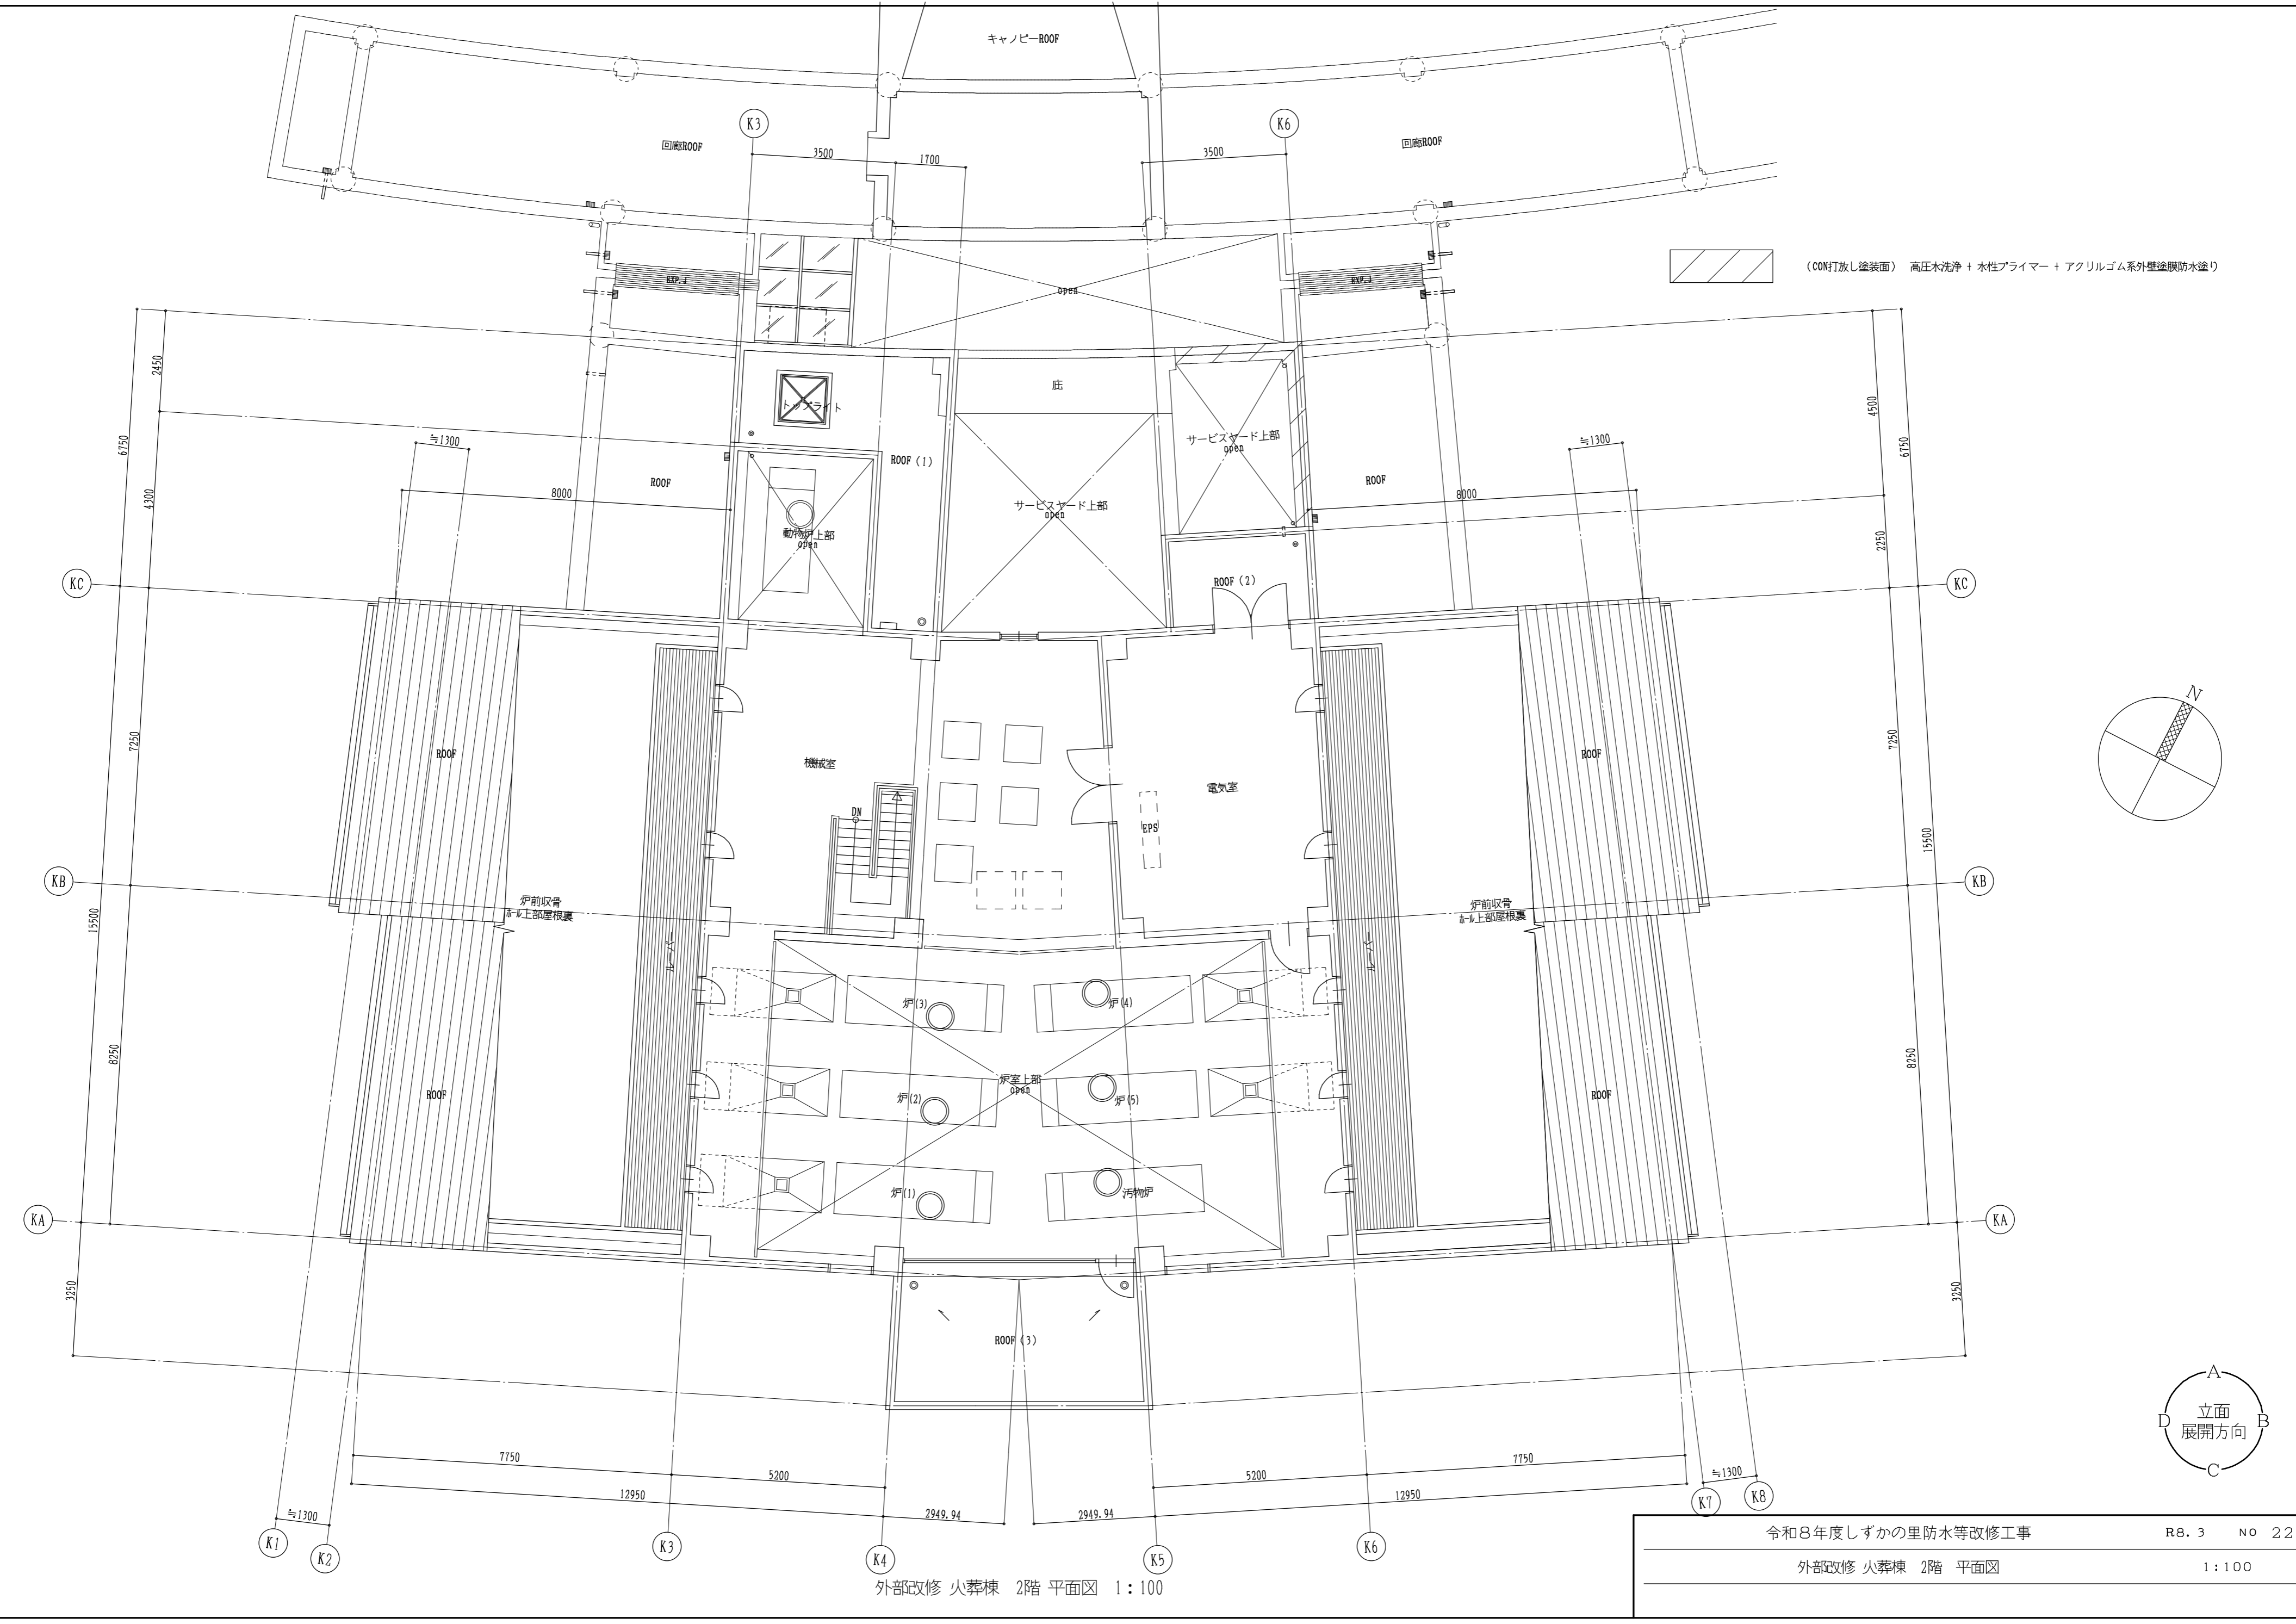 キャノピーROOF
K3
K6
回廊ROOF
回廊ROOF
3500
1700
3500
EXP.J
EXP.J
open
（CON打放し塗装面） 高圧水洗浄 + 水性プライマー + アクリルゴム系外壁塗膜防水塗り
2450
6750
4300
4500
6750
2250
≒1300
≒1300
庇
トップライト
サービスヤード上部
open
ROOF（1）
ROOF
ROOF
8000
8000
サービスヤード上部
open
動物炉上部
open
ROOF（2）
KC
KC
N
7250
15500
7250
15500
ROOF
ROOF
機械室
電気室
DN
EPS
KB
KB
炉前収骨
ホール上部屋根裏
炉前収骨
ホール上部屋根裏
ルーバー
ルーバー
炉(3)
炉(4)
8250
8250
炉室上部
open
ROOF
ROOF
炉(2)
炉(5)
炉(1)
汚物炉
KA
KA
3250
3250
ROOF（3）
A
D
立面
展開方向
B
C
7750
5200
5200
7750
12950
2949.94
2949.94
12950
≒1300
≒1300
K1
K2
K3
K4
K5
K6
K7
K8
外部改修 火葬棟 2階 平面図 1：100
令和８年度しずかの里防水等改修工事 R8. 3 NO 22
外部改修 火葬棟 2階 平面図 1：100